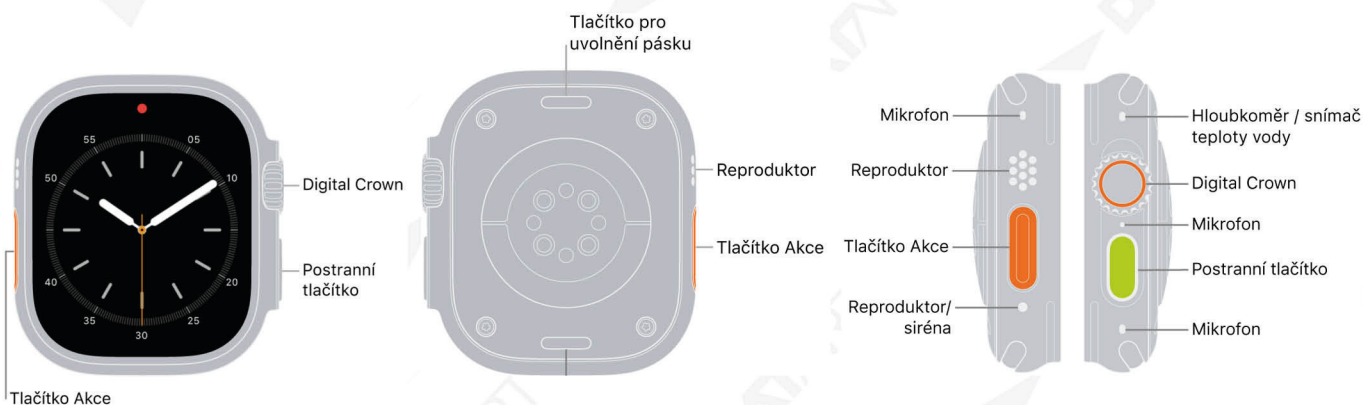 55
05
50
10
40
20
35
25
30
Digital Crown
Postranní
tlačítko
Tlačítko Akce
Tlačítko pro
uvolnění pásku
Reproduktor
Tlačítko Akce
Mikrofon
Reproduktor
Tlačítko Akce
Reproduktor/
siréna
Hloubkoměr / snímač
teploty vody
Digital Crown
Mikrofon
Postranní tlačítko
Mikrofon